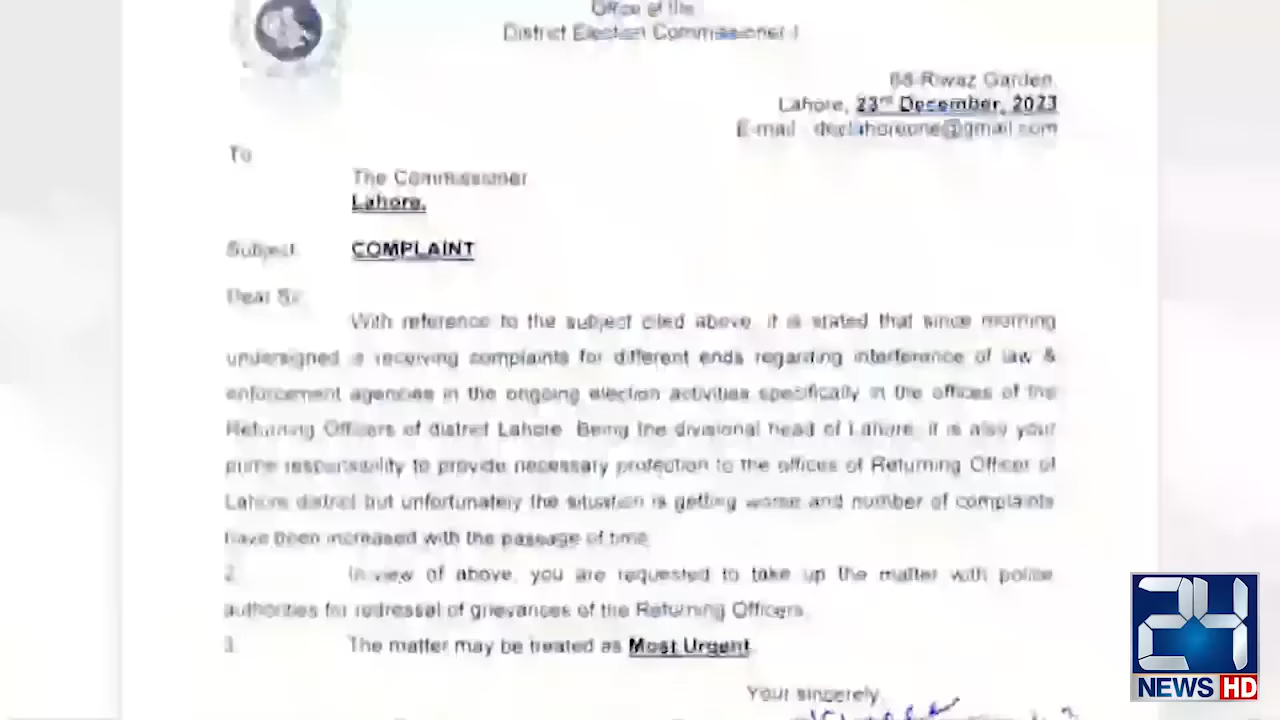 Office of the
District Election Commissioner-I
68-Riwaz Garden,
Lahore, 23rd December, 2023
E-mail declahoreone@gmail.com
To
The Commissioner
Lahore.
Subject: COMPLAINT
Dear Sir,
With reference to the subject cited above, it is stated that since morning
undersigned is receiving complaints for different ends regarding interference of law &
enforcement agencies in the ongoing election activities specifically in the offices of the
Returning Officers of district Lahore. Being the divisional head of Lahore, it is also your
prime responsibility to provide necessary protection to the offices of Returning Officer of
Lahore district but unfortunately the situation is getting worse and number of complaints
have been increased with the passage of time.
2. In view of above, you are requested to take up the matter with police
authorities for redressal of grievances of the Returning Officers.
3. The matter may be treated as Most Urgent.
Your sincerely,
24
NEWS HD